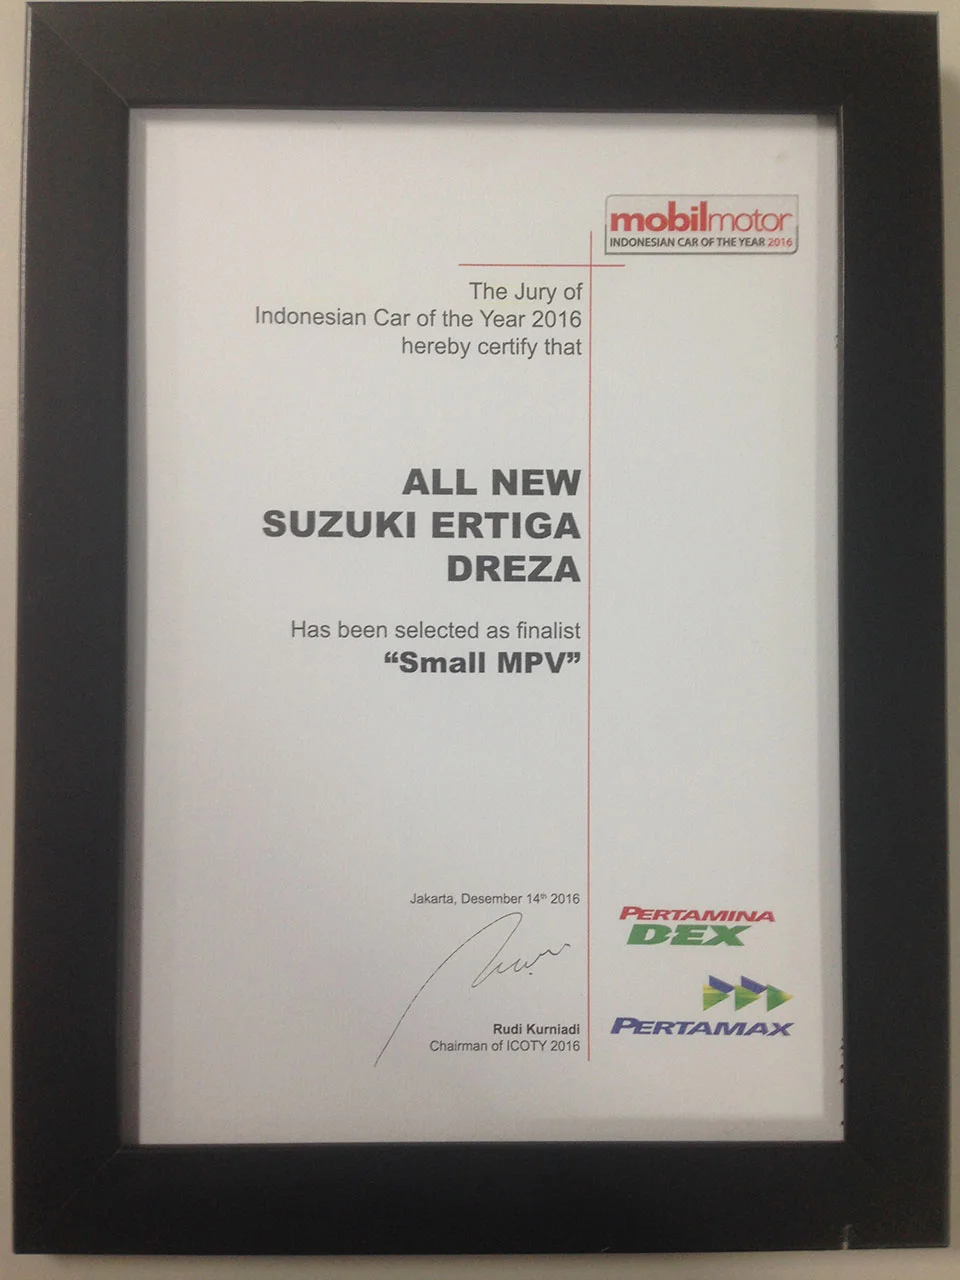 mobilmotor
INDONESIAN CAR OF THE YEAR 2016
The Jury of
Indonesian Car of the Year 2016
hereby certify that
ALL NEW
SUZUKI ERTIGA
DREZA
Has been selected as finalist
“Small MPV”
Jakarta, Desember 14th 2016
Rudi Kurniadi
Chairman of ICOTY 2016
PERTAMINA
DEX
PERTAMAX